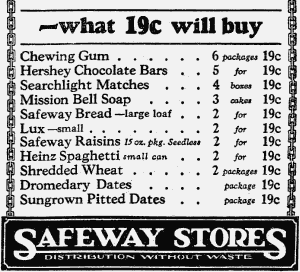 —what 19c will buy
Chewing Gum . . . . . . 6 packages 19c
Hershey Chocolate Bars . . 5 for 19c
Searchlight Matches . . . 4 boxes 19c
Mission Bell Soap . . . 3 cakes 19c
Safeway Bread —large loaf 2 for 19c
Lux —small . . . . . . 2 for 19c
Safeway Raisins 15 oz. pkg. Seedless 2 for 19c
Heinz Spaghetti small can . 2 for 19c
Shredded Wheat . . . . 2 packages 19c
Dromedary Dates . . . . package 19c
Sungrown Pitted Dates . . package 19c
SAFEWAY STORES
DISTRIBUTION WITHOUT WASTE